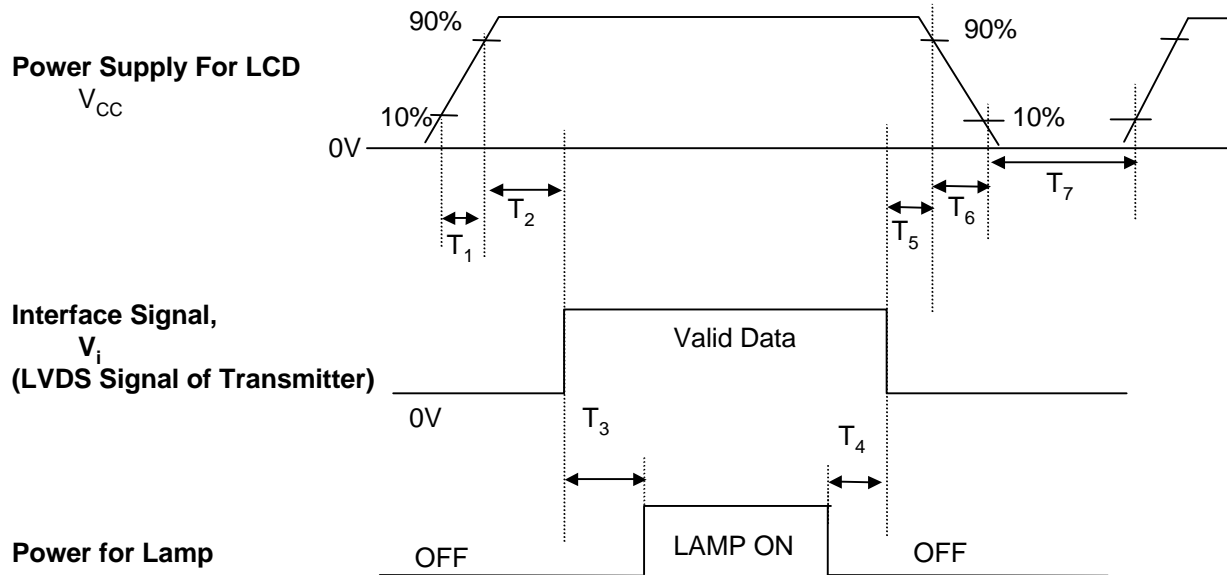 90%
90%
Power Supply For LCD
VCC
10%
10%
0V
T1
T2
T5
T6
T7
Interface Signal,
Vi
(LVDS Signal of Transmitter)
Valid Data
0V
T3
T4
Power for Lamp
OFF
LAMP ON
OFF